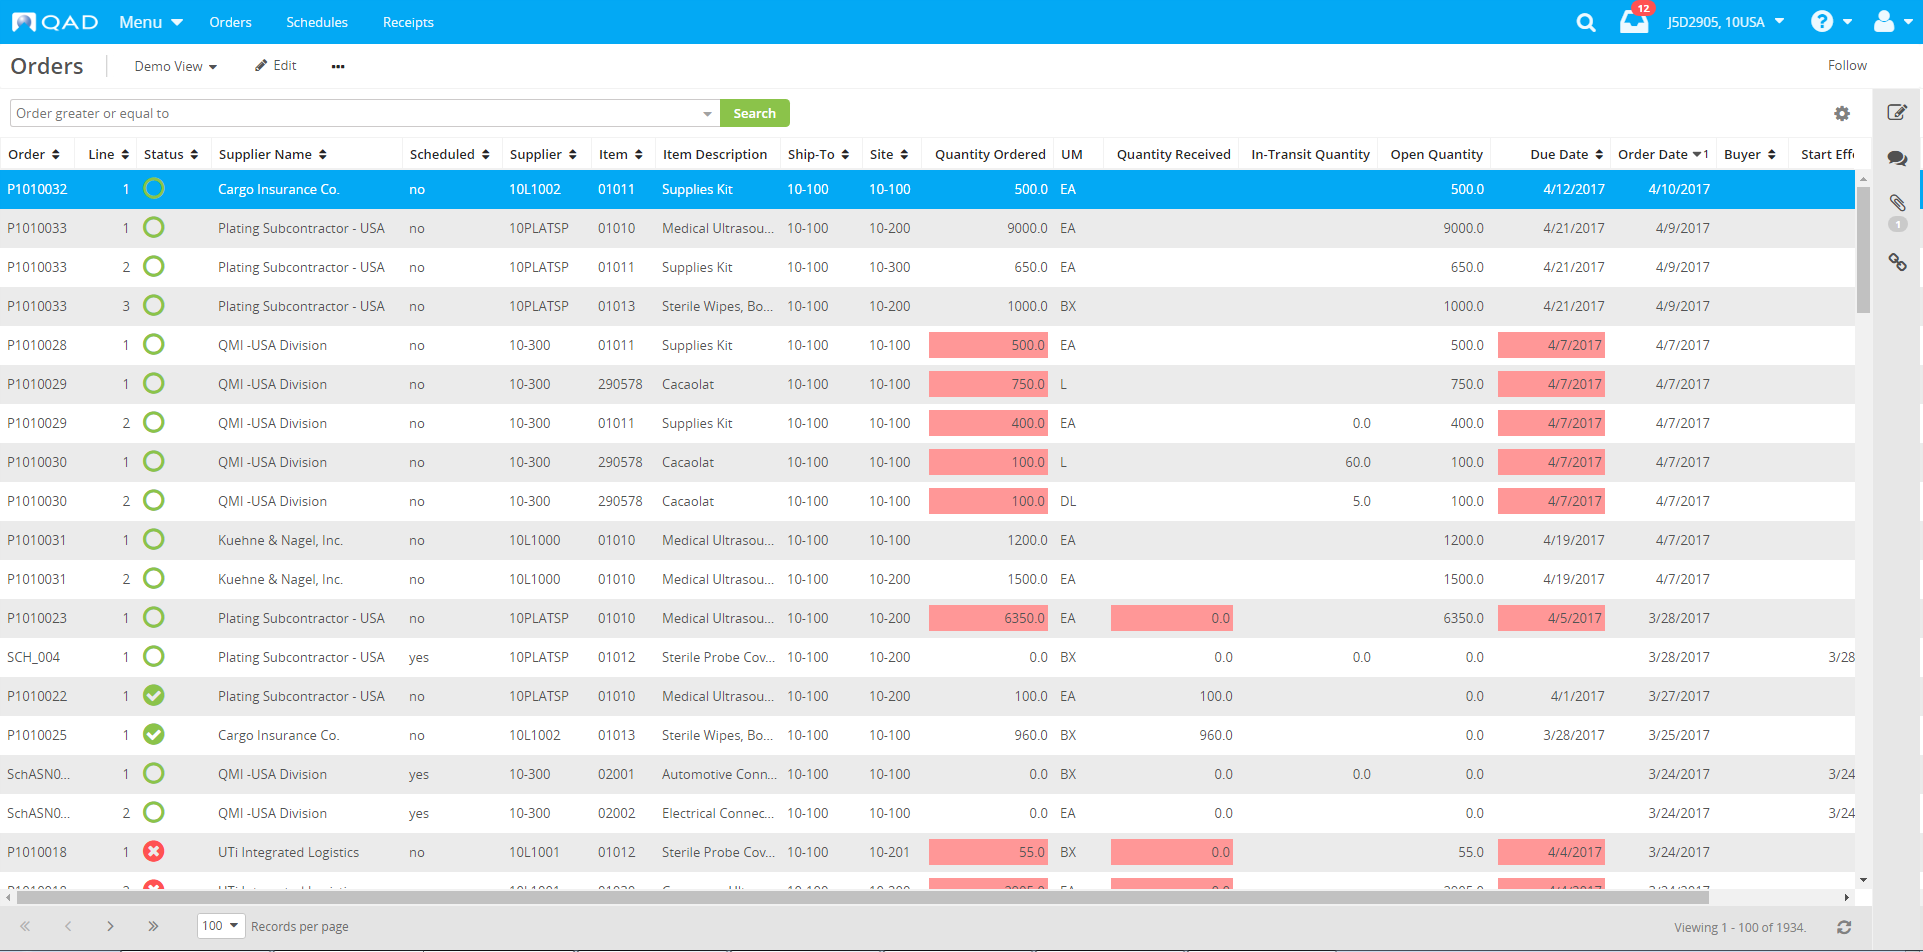 QAD Menu Orders Schedules Receipts 12 J5D2905, 10USA ?
Orders Demo View Edit ... Follow
Order greater or equal to Search
Order Line Status Supplier Name Scheduled Supplier Item Item Description Ship-To Site Quantity Ordered UM Quantity Received In-Transit Quantity Open Quantity Due Date Order Date 1 Buyer Start Effe
P1010032 1 Cargo Insurance Co. no 10L1002 01011 Supplies Kit 10-100 10-100 500.0 EA 500.0 4/12/2017 4/10/2017
P1010033 1 Plating Subcontractor - USA no 10PLATSP 01010 Medical Ultrasou... 10-100 10-200 9000.0 EA 9000.0 4/21/2017 4/9/2017 1
P1010033 2 Plating Subcontractor - USA no 10PLATSP 01011 Supplies Kit 10-100 10-300 650.0 EA 650.0 4/21/2017 4/9/2017
P1010033 3 Plating Subcontractor - USA no 10PLATSP 01013 Sterile Wipes, Bo... 10-100 10-200 1000.0 BX 1000.0 4/21/2017 4/9/2017
P1010028 1 QMI -USA Division no 10-300 01011 Supplies Kit 10-100 10-100 500.0 EA 500.0 4/7/2017 4/7/2017
P1010029 1 QMI -USA Division no 10-300 290578 Cacaolat 10-100 10-100 750.0 L 750.0 4/7/2017 4/7/2017
P1010029 2 QMI -USA Division no 10-300 01011 Supplies Kit 10-100 10-100 400.0 EA 0.0 400.0 4/7/2017 4/7/2017
P1010030 1 QMI -USA Division no 10-300 290578 Cacaolat 10-100 10-100 100.0 L 60.0 100.0 4/7/2017 4/7/2017
P1010030 2 QMI -USA Division no 10-300 290578 Cacaolat 10-100 10-100 100.0 DL 5.0 100.0 4/7/2017 4/7/2017
P1010031 1 Kuehne & Nagel, Inc. no 10L1000 01010 Medical Ultrasou... 10-100 10-100 1200.0 EA 1200.0 4/19/2017 4/7/2017
P1010031 2 Kuehne & Nagel, Inc. no 10L1000 01010 Medical Ultrasou... 10-100 10-200 1500.0 EA 1500.0 4/19/2017 4/7/2017
P1010023 1 Plating Subcontractor - USA no 10PLATSP 01010 Medical Ultrasou... 10-100 10-200 6350.0 EA 0.0 6350.0 4/5/2017 3/28/2017
SCH_004 1 Plating Subcontractor - USA yes 10PLATSP 01012 Sterile Probe Cov... 10-100 10-200 0.0 BX 0.0 0.0 0.0 3/28/2017 3/28
P1010022 1 Plating Subcontractor - USA no 10PLATSP 01010 Medical Ultrasou... 10-100 10-200 100.0 EA 100.0 0.0 4/1/2017 3/27/2017
P1010025 1 Cargo Insurance Co. no 10L1002 01013 Sterile Wipes, Bo... 10-100 10-100 960.0 BX 960.0 0.0 3/28/2017 3/25/2017
SchASN0... 1 QMI -USA Division yes 10-300 02001 Automotive Conn... 10-100 10-100 0.0 BX 0.0 0.0 0.0 3/24/2017 3/24
SchASN0... 2 QMI -USA Division yes 10-300 02002 Electrical Connec... 10-100 10-100 0.0 EA 0.0 0.0 3/24/2017 3/24
P1010018 1 UTi Integrated Logistics no 10L1001 01012 Sterile Probe Cov... 10-100 10-201 55.0 BX 0.0 55.0 4/4/2017 3/24/2017
100 Records per page Viewing 1 - 100 of 1934.